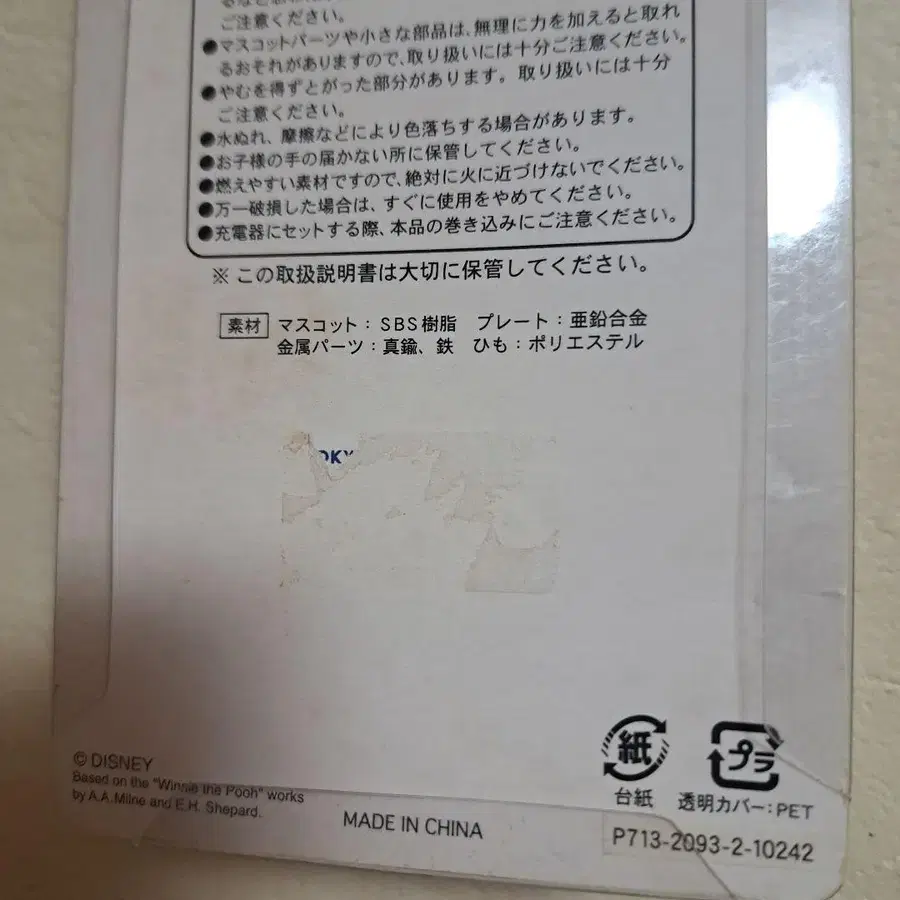 ご注意ください。
●マスコットパーツや小さな部品は、無理に力を加えると取れ
るおそれがありますので、取り扱いには十分ご注意ください。
●やむを得ずとがった部分があります。取り扱いには十分
ご注意ください。
●水ぬれ、摩擦などにより色落ちする場合があります。
●お子様の手の届かない所に保管してください。
●燃えやすい素材ですので、絶対に火に近づけないでください。
●万一破損した場合は、すぐに使用をやめてください。
●充電器にセットする際、本品の巻き込みにご注意ください。
※ この取扱説明書は大切に保管してください。
素材 マスコット：SBS樹脂 プレート：亜鉛合金
金属パーツ：真鍮、鉄 ひも：ポリエステル
OKY
© DISNEY
Based on the "Winnie the Pooh" works
by A.A.Milne and E.H. Shepard.
MADE IN CHINA
紙
台紙
プラ
透明カバー：PET
P713-2093-2-10242